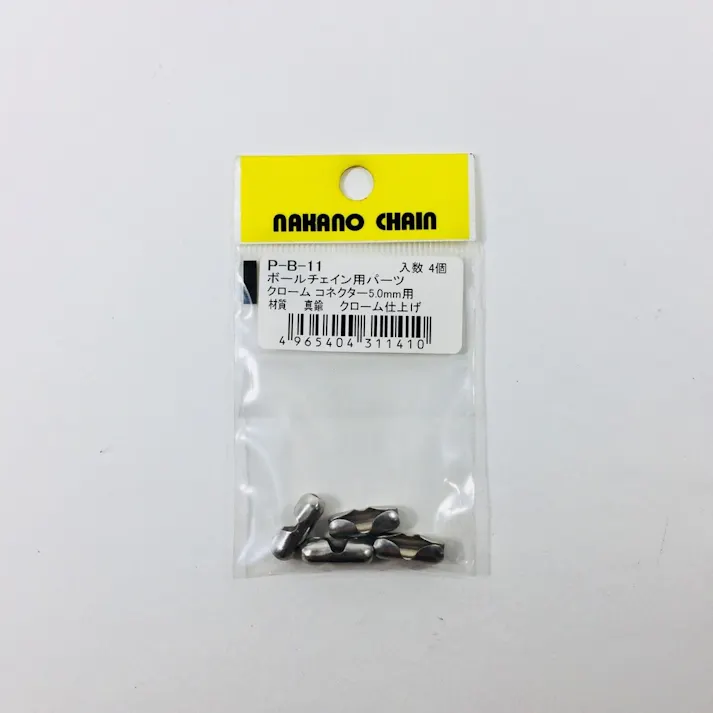 NAKANO CHAIN
P-B-11 入数 4個
ボールチェイン用パーツ
クローム コネクター5.0mm用
材質 真鍮 クローム仕上げ
4 965404 311410